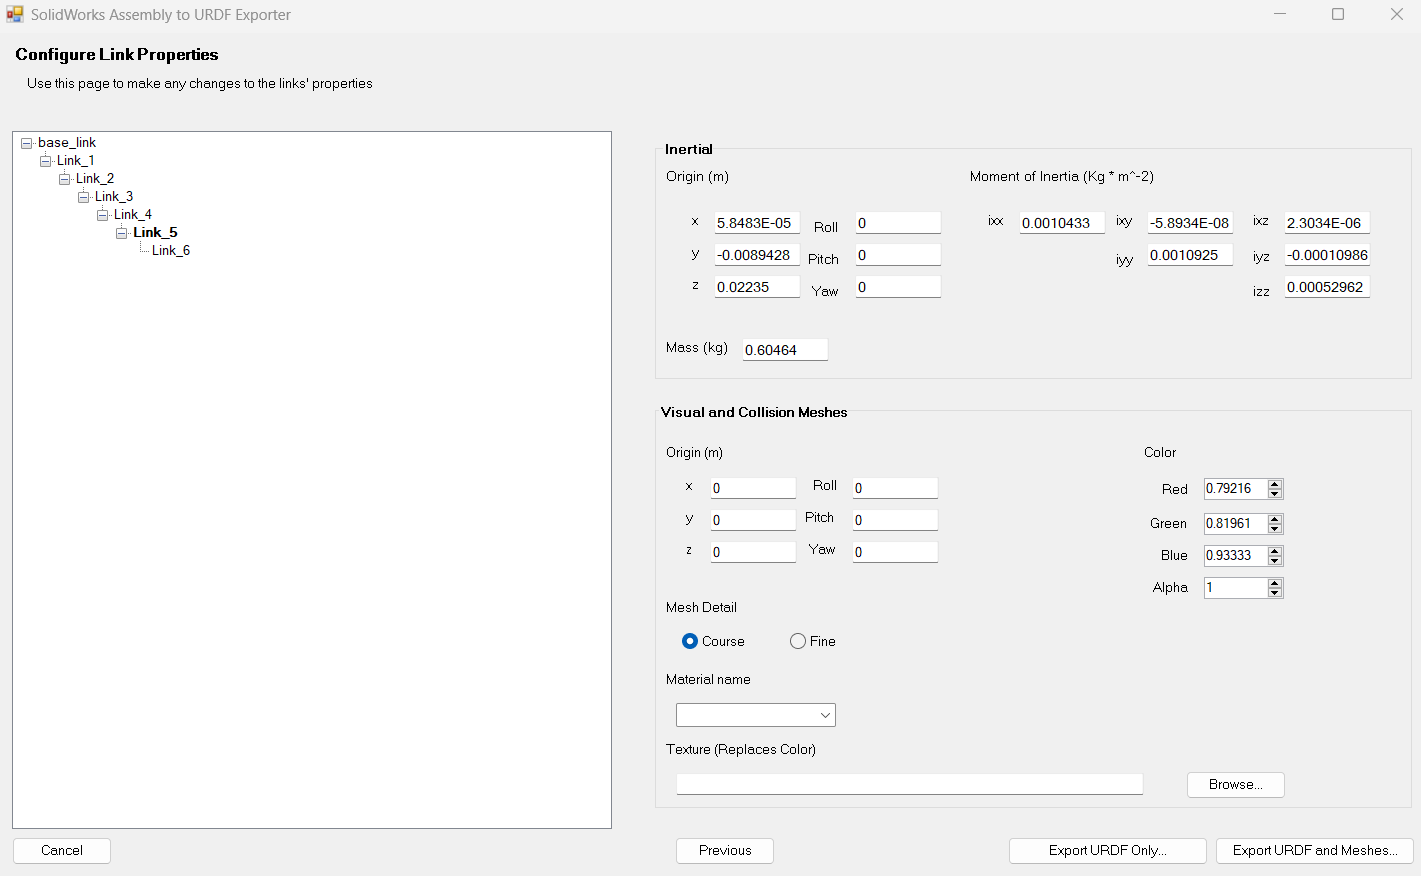 SolidWorks Assembly to URDF Exporter
Configure Link Properties
Use this page to make any changes to the links' properties
base_link
Link_1
Link_2
Link_3
Link_4
Link_5
Link_6
Inertial
Origin (m) Moment of Inertia (Kg * m^-2)
x 5.8483E-05 Roll 0 ixx 0.0010433 ixy -5.8934E-08 ixz 2.3034E-06
y -0.0089428 Pitch 0 iyy 0.0010925 iyz -0.00010986
z 0.02235 Yaw 0 izz 0.00052962
Mass (kg) 0.60464
Visual and Collision Meshes
Origin (m) Color
x 0 Roll 0 Red 0.79216
y 0 Pitch 0 Green 0.81961
z 0 Yaw 0 Blue 0.93333
Alpha 1
Mesh Detail
Course Fine
Material name
Texture (Replaces Color)
Browse...
Cancel Previous Export URDF Only... Export URDF and Meshes...